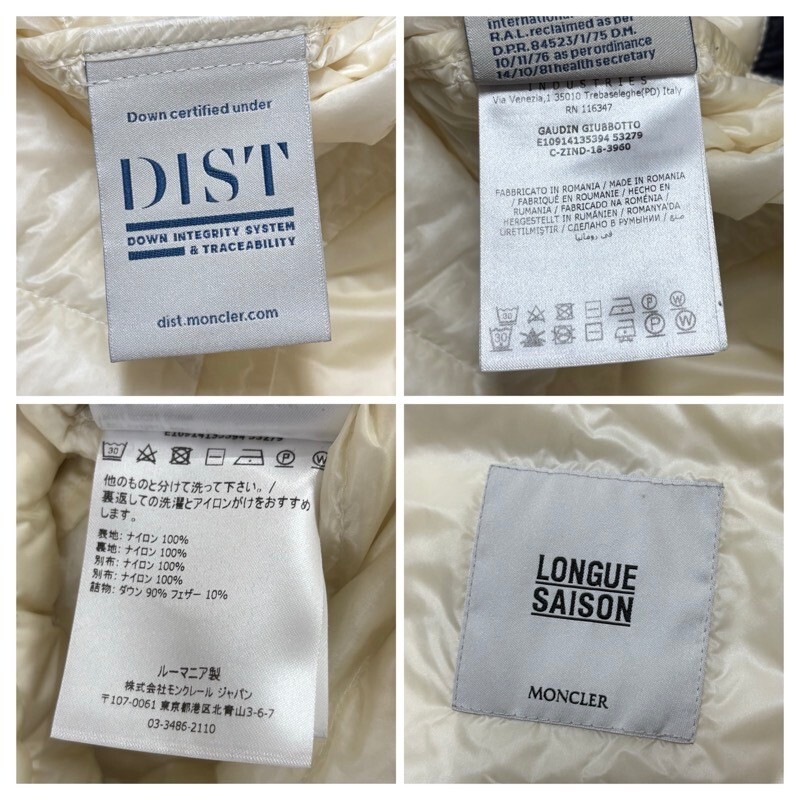 Down certified under
DIST
DOWN INTEGRITY SYSTEM
& TRACEABILITY
dist.moncler.com
international
R.A.L. reclaimed as per
D.P.R. 84523/1/75 D.M.
10/11/76 as per ordinance
14/10/81 health secretary
INDUSTRIES
Via Venezia,1 35010 Trebaseleghe(PD) Italy
RN 116347
GAUDIN GIUBBOTTO
E10914135394 53279
C-ZIND-18-3960
FABBRICATO IN ROMANIA / MADE IN ROMANIA
/ FABRIQUÉ EN ROUMANIE / HECHO EN
RUMANIA / FABRICADO NA ROMÉNIA/
HERGESTELLT IN RUMÄNIEN / ROMANYA'DA
ÜRETILMIŞTIR / СДЕЛАНО В РУМЫНИИ / صنع
في رومانيا
30
P W
30
P W
E10914135394 53279
30
P W
他のものと分けて洗って下さい。/
裏返しての洗濯とアイロンがけをおすすめ
します。
表地: ナイロン 100%
裏地: ナイロン 100%
別布: ナイロン 100%
別布: ナイロン 100%
詰物: ダウン 90% フェザー 10%
ルーマニア製
株式会社モンクレール ジャパン
〒107-0061 東京都港区北青山3-6-7
03-3486-2110
LONGUE
SAISON
MONCLER